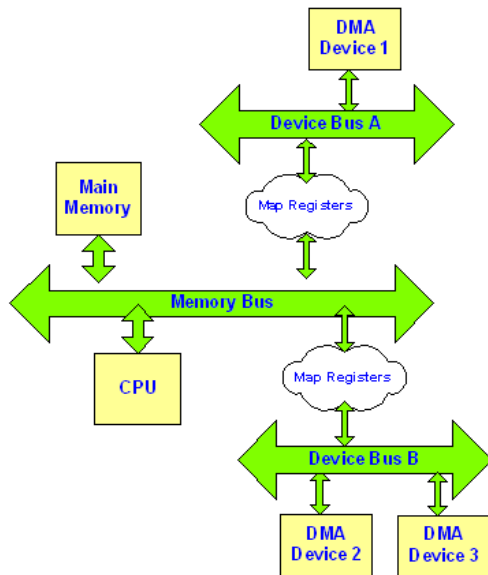 DMA
Device 1
Device Bus A
Main
Memory
Map Registers
Memory Bus
CPU
Map Registers
Device Bus B
DMA
Device 2
DMA
Device 3